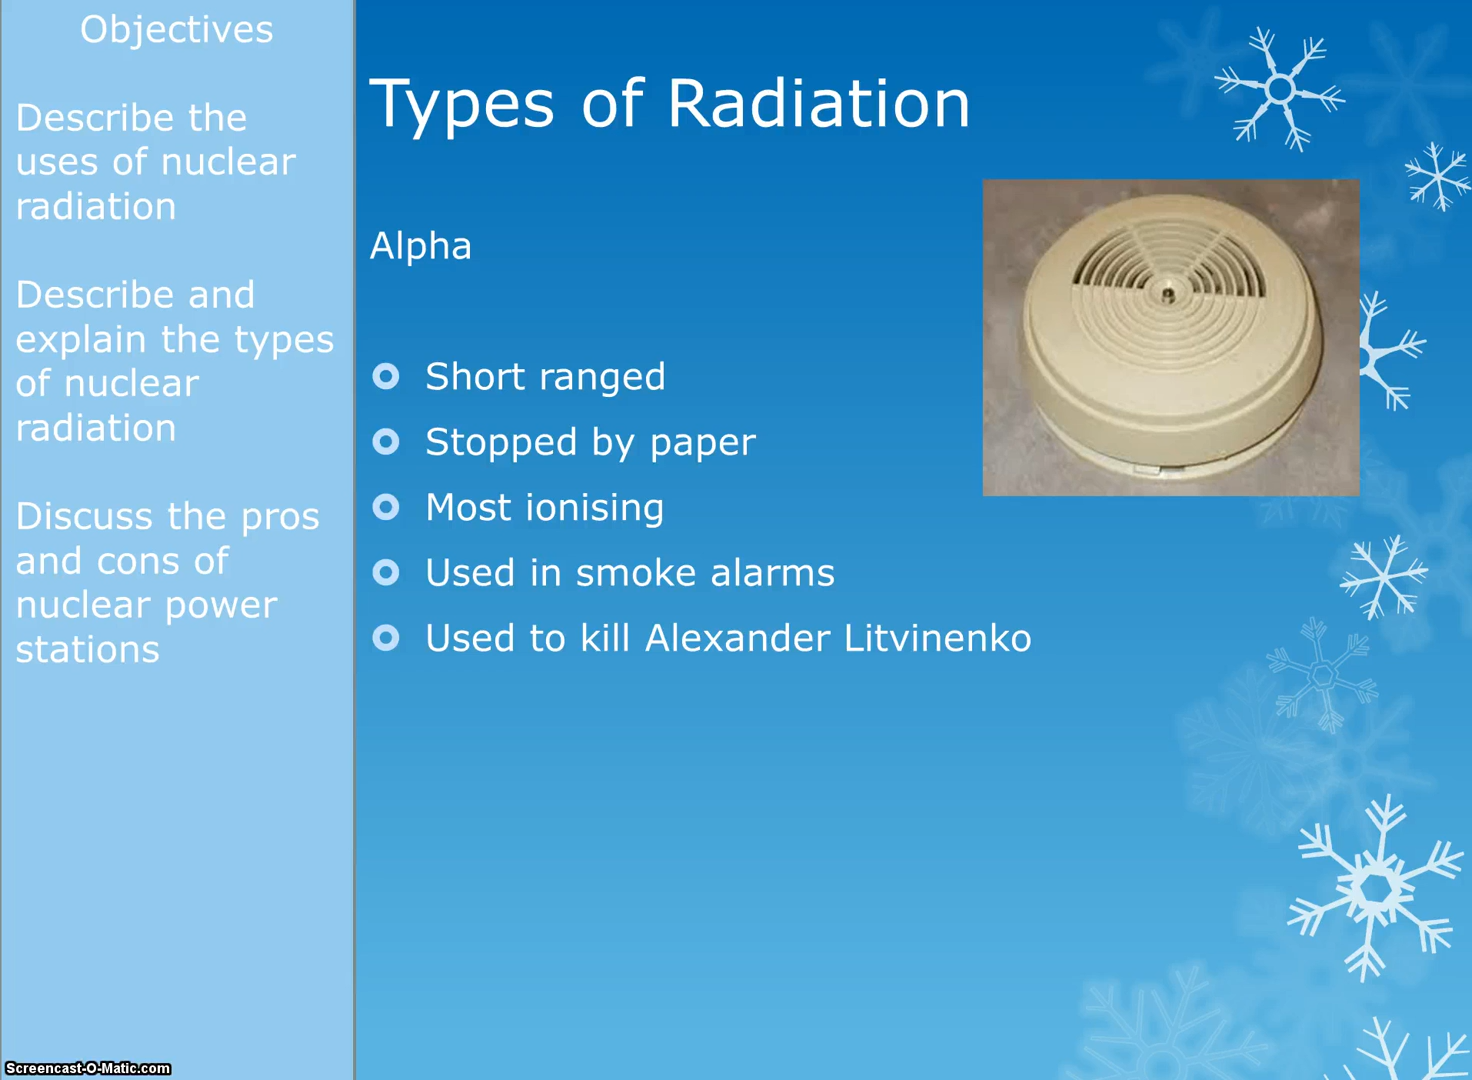 Objectives
Describe the
uses of nuclear
radiation
Describe and
explain the types
of nuclear
radiation
Discuss the pros
and cons of
nuclear power
stations
Types of Radiation
Alpha
Short ranged
Stopped by paper
Most ionising
Used in smoke alarms
Used to kill Alexander Litvinenko
Screencast-O-Matic.com